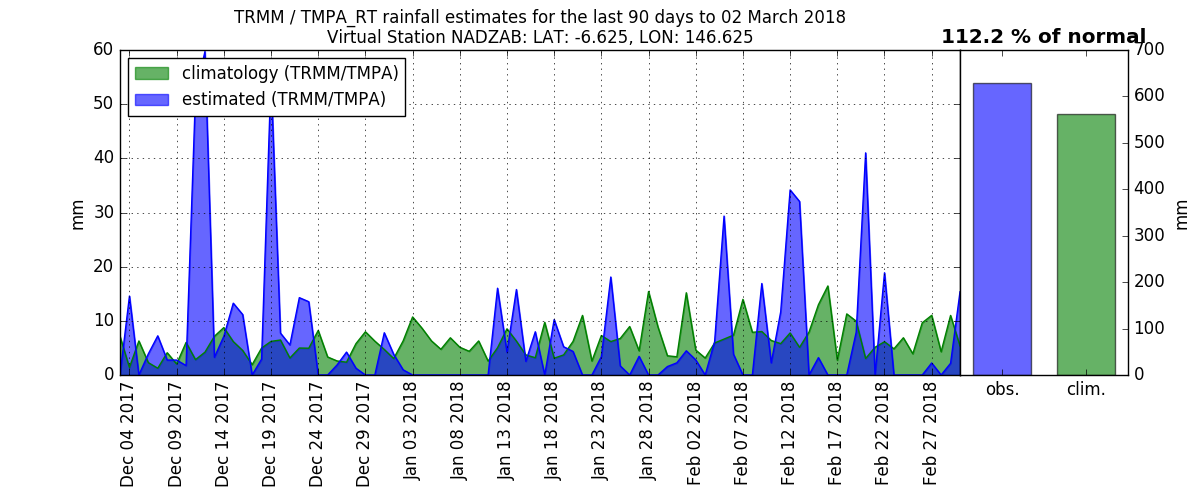 TRMM / TMPA_RT rainfall estimates for the last 90 days to 02 March 2018
Virtual Station NADZAB: LAT: -6.625, LON: 146.625
112.2 % of normal
climatology (TRMM/TMPA)
estimated (TRMM/TMPA)
60
50
40
30
20
10
0
mm
Dec 04 2017
Dec 09 2017
Dec 14 2017
Dec 19 2017
Dec 24 2017
Dec 29 2017
Jan 03 2018
Jan 08 2018
Jan 13 2018
Jan 18 2018
Jan 23 2018
Jan 28 2018
Feb 02 2018
Feb 07 2018
Feb 12 2018
Feb 17 2018
Feb 22 2018
Feb 27 2018
obs.
clim.
700
600
500
400
300
200
100
0
mm